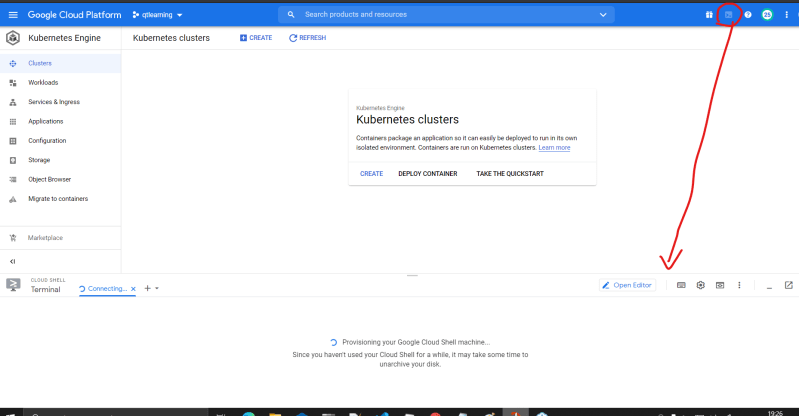 Google Cloud Platform
qtlearning
Search products and resources
25
Kubernetes Engine
Kubernetes clusters
CREATE
REFRESH
Clusters
Workloads
Services & Ingress
Applications
Configuration
Storage
Object Browser
Migrate to containers
Marketplace
Kubernetes Engine
Kubernetes clusters
Containers package an application so it can easily be deployed to run in its own
isolated environment. Containers are run on Kubernetes clusters. Learn more
CREATE
DEPLOY CONTAINER
TAKE THE QUICKSTART
CLOUD SHELL
Terminal
Connecting...
Open Editor
Provisioning your Google Cloud Shell machine...
Since you haven't used your Cloud Shell for a while, it may take some time to
unarchive your disk.
19:26